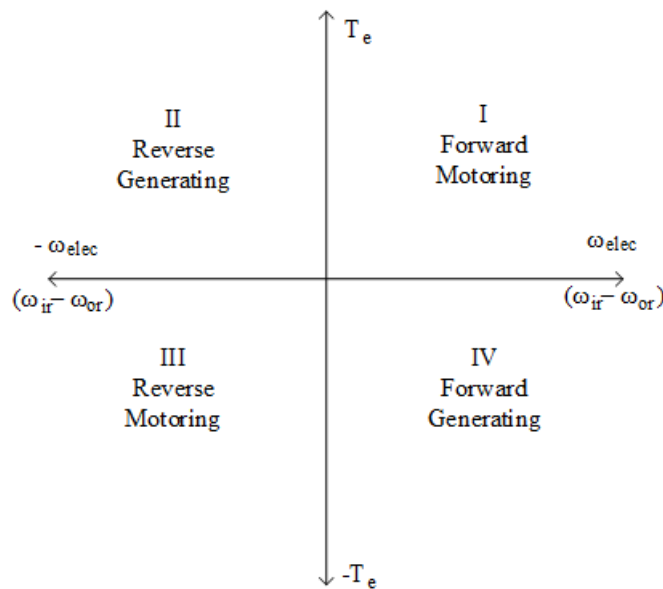 T_e
II
Reverse
Generating
I
Forward
Motoring
- ω_elec
ω_elec
(ω_ir − ω_or)
(ω_ir − ω_or)
III
Reverse
Motoring
IV
Forward
Generating
-T_e